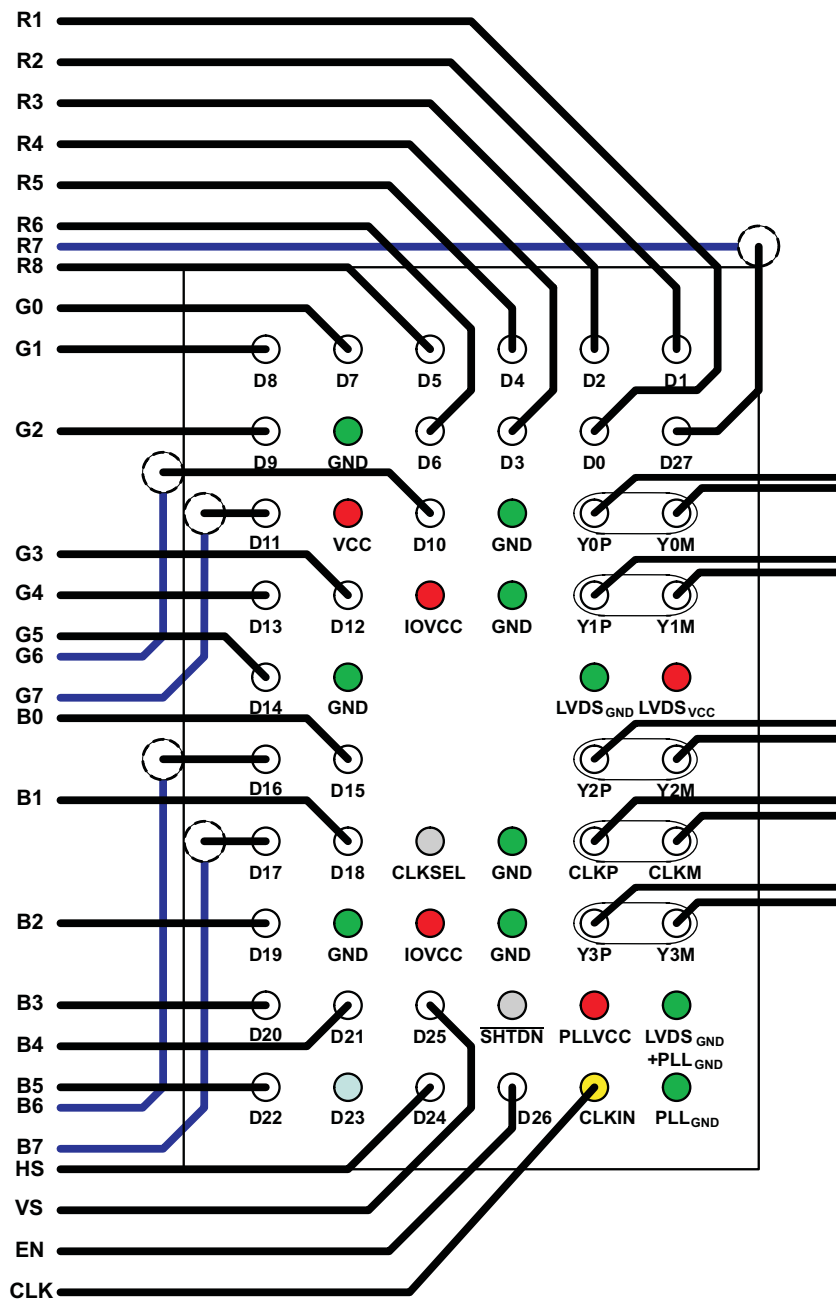 R1
R2
R3
R4
R5
R6
R7
R8
G0
G1
D8 D7 D5 D4 D2 D1
G2
D9 GND D6 D3 D0 D27
D11 VCC D10 GND Y0P Y0M
G3
G4
D13 D12 IOVCC GND Y1P Y1M
G5
G6
G7
D14 GND LVDSGND LVDSVCC
B0
D16 D15 Y2P Y2M
B1
D17 D18 CLKSEL GND CLKP CLKM
B2
D19 GND IOVCC GND Y3P Y3M
B3
D20 D21 D25 SHTDN PLLVCC LVDSGND
+PLLGND
B4
B5
B6
D22 D23 D24 D26 CLKIN PLLGND
B7
HS
VS
EN
CLK